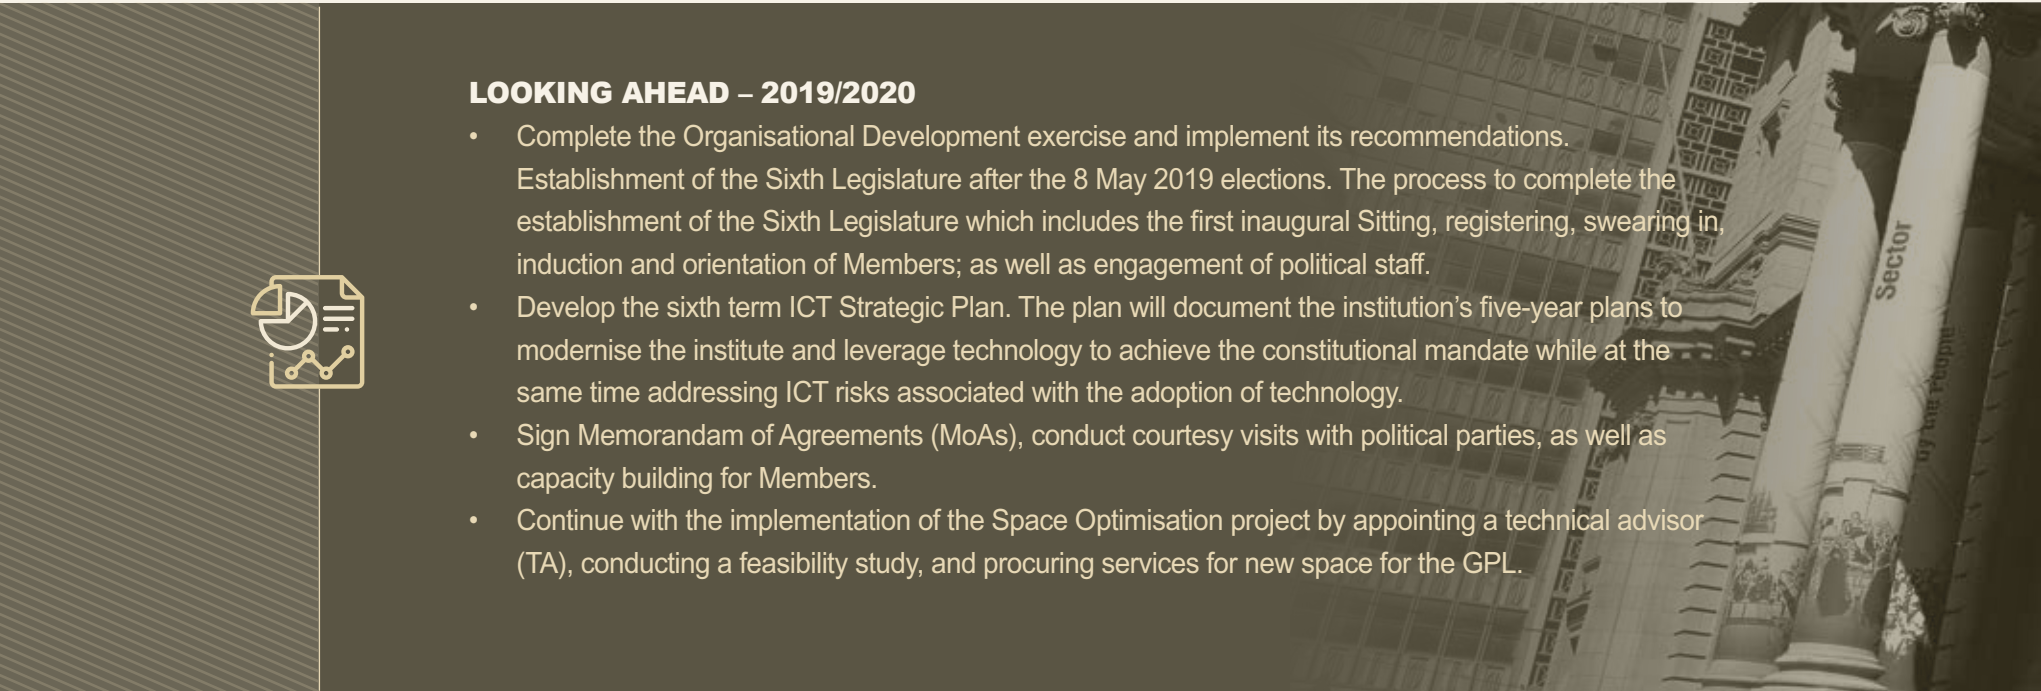 LOOKING AHEAD – 2019/2020
• Complete the Organisational Development exercise and implement its recommendations.
Establishment of the Sixth Legislature after the 8 May 2019 elections. The process to complete the
establishment of the Sixth Legislature which includes the first inaugural Sitting, registering, swearing in,
induction and orientation of Members; as well as engagement of political staff.
• Develop the sixth term ICT Strategic Plan. The plan will document the institution’s five-year plans to
modernise the institute and leverage technology to achieve the constitutional mandate while at the
same time addressing ICT risks associated with the adoption of technology.
• Sign Memorandam of Agreements (MoAs), conduct courtesy visits with political parties, as well as
capacity building for Members.
• Continue with the implementation of the Space Optimisation project by appointing a technical advisor
(TA), conducting a feasibility study, and procuring services for new space for the GPL.
Sector
by the People